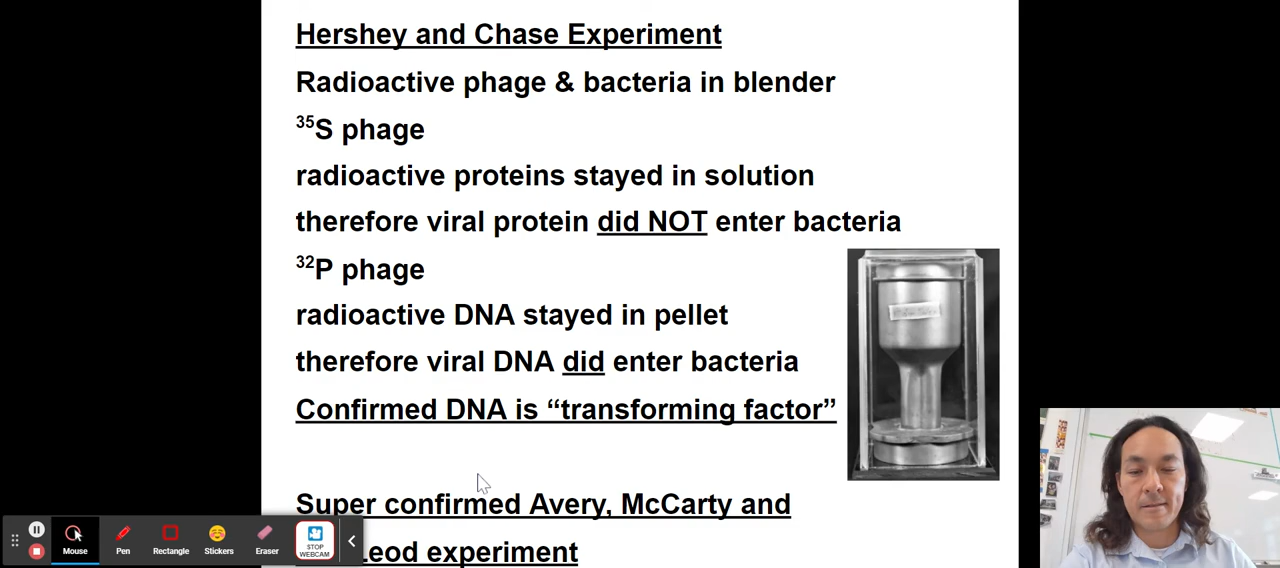 Hershey and Chase Experiment
Radioactive phage & bacteria in blender
³⁵S phage
radioactive proteins stayed in solution
therefore viral protein did NOT enter bacteria
³²P phage
radioactive DNA stayed in pellet
therefore viral DNA did enter bacteria
Confirmed DNA is “transforming factor”
Super confirmed Avery, McCarty and
Leod experiment
Mouse
Pen
Rectangle
Stickers
Eraser
STOP
WEBCAM